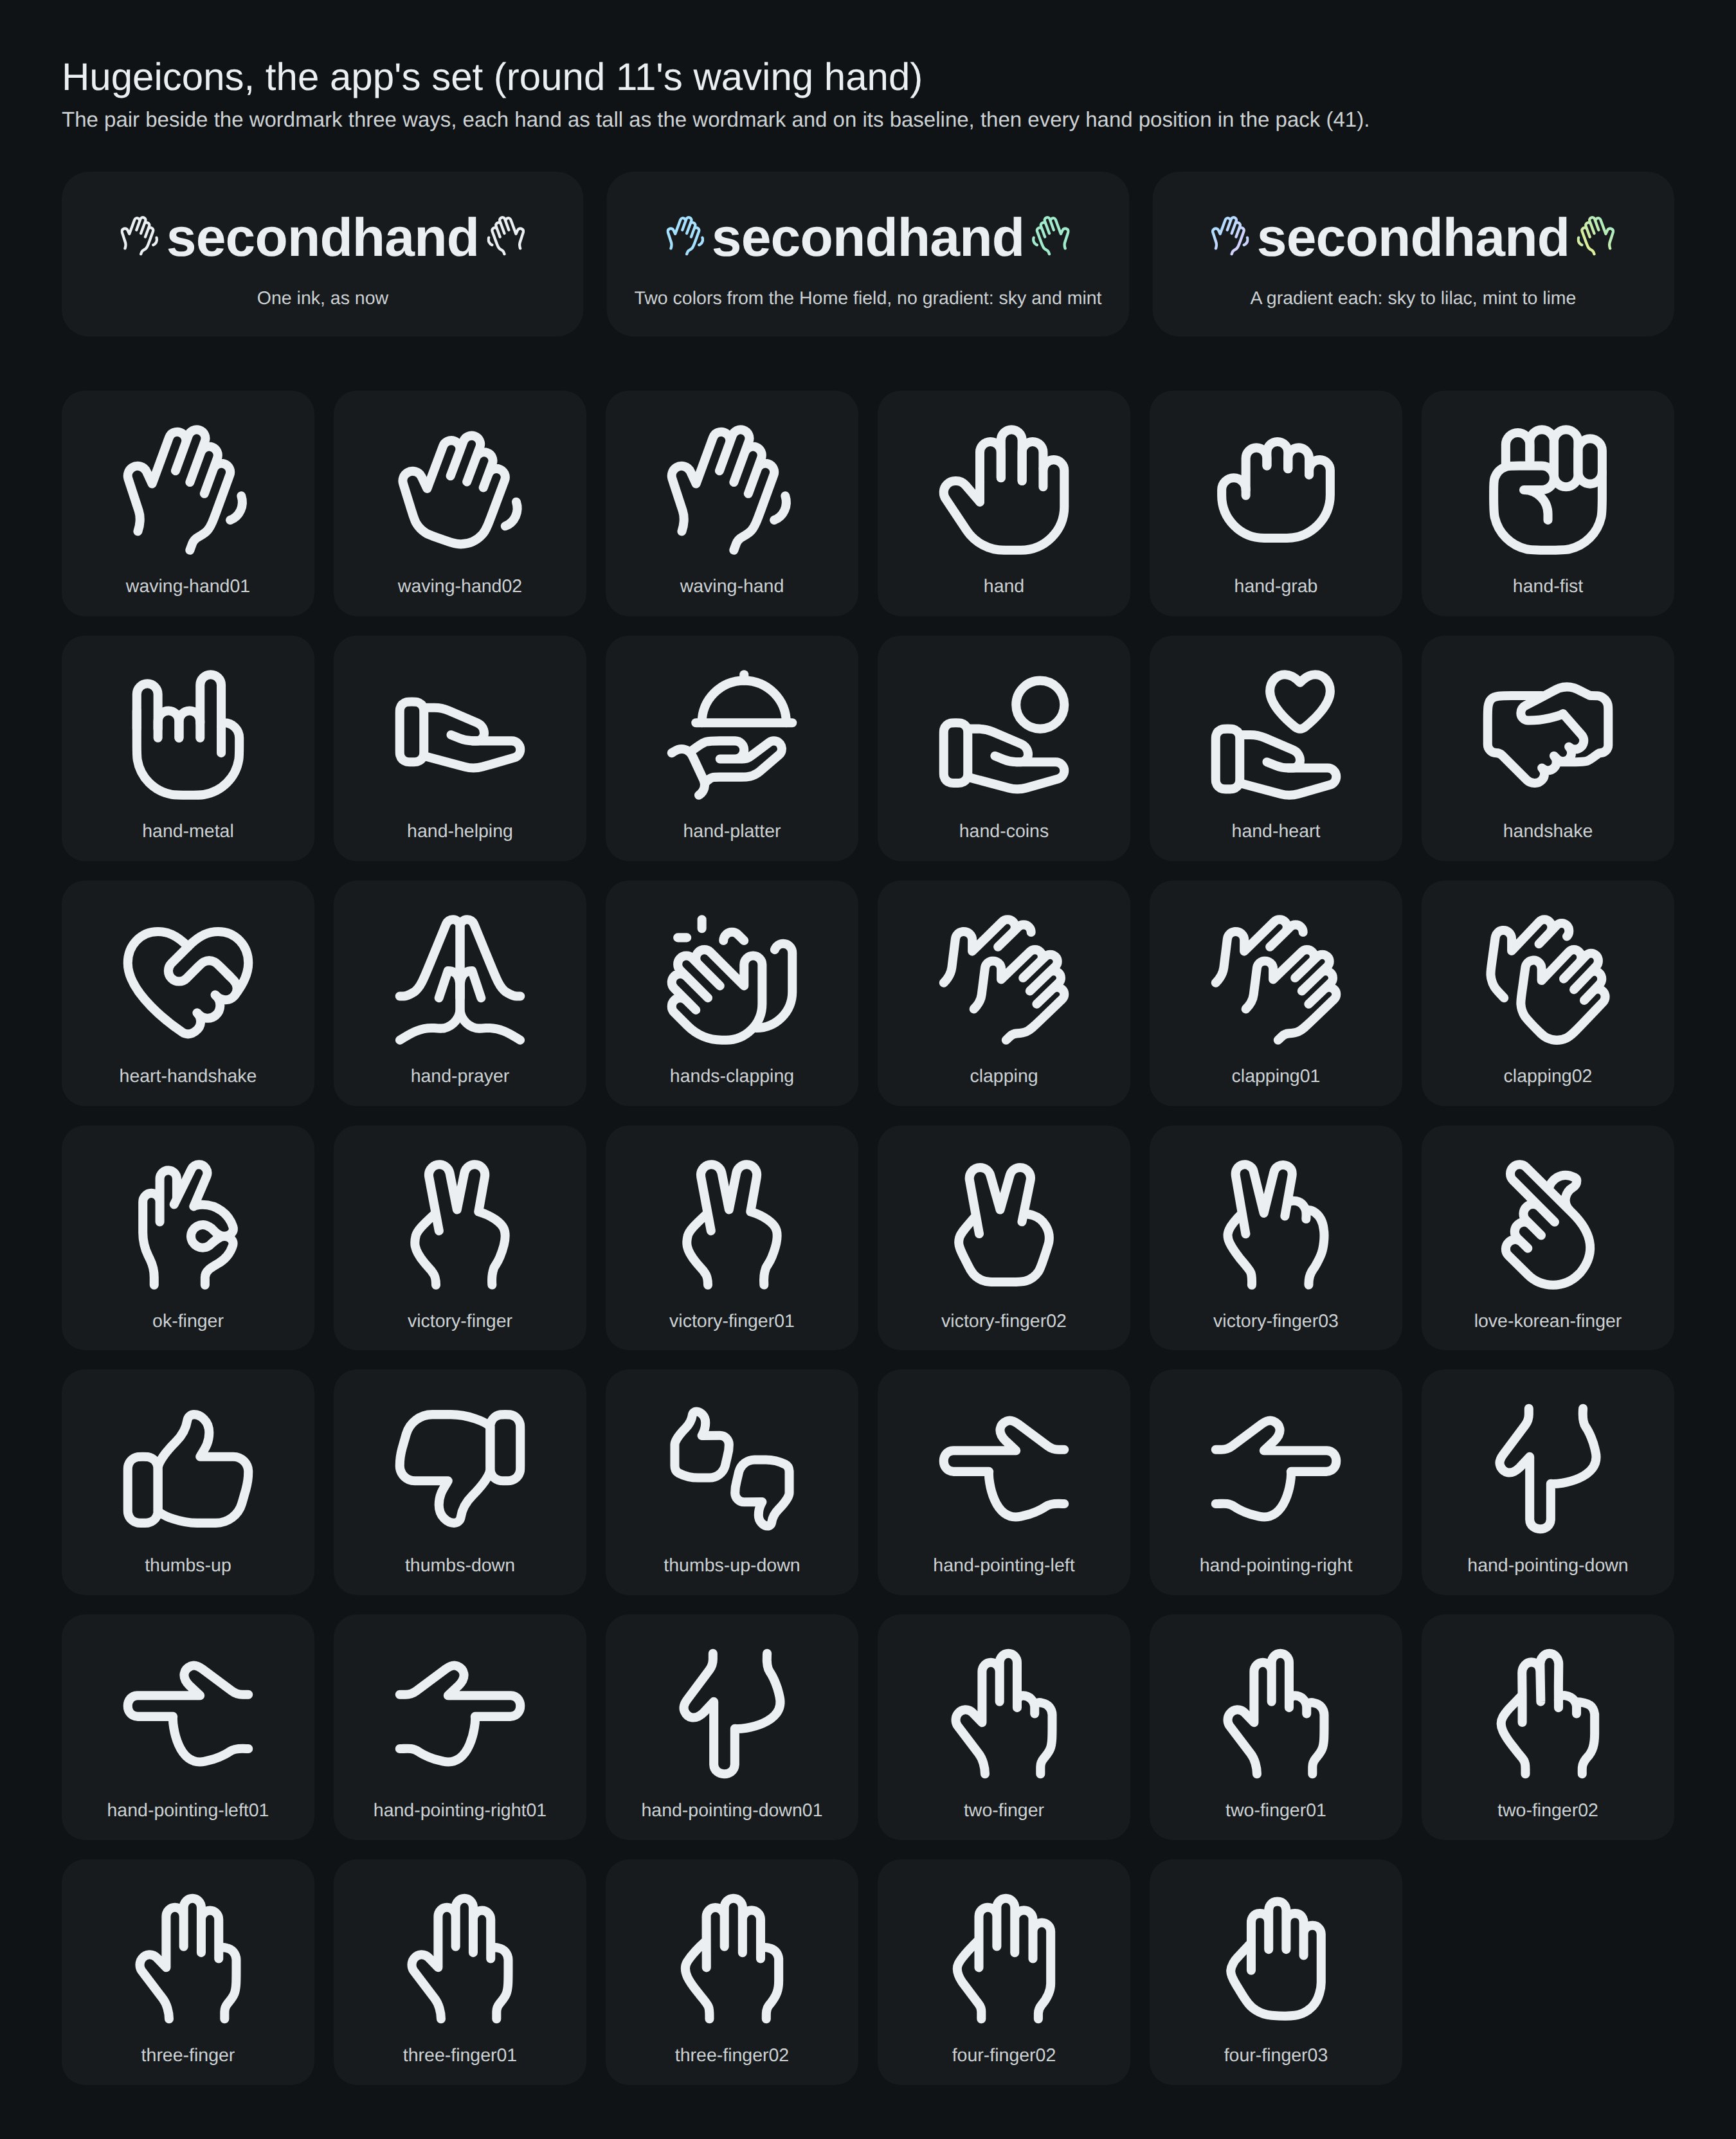 Hugeicons, the app's set (round 11's waving hand)
The pair beside the wordmark three ways, each hand as tall as the wordmark and on its baseline, then every hand position in the pack (41).
secondhand
secondhand
secondhand
One ink, as now
Two colors from the Home field, no gradient: sky and mint
A gradient each: sky to lilac, mint to lime
waving-hand01
waving-hand02
waving-hand
hand
hand-grab
hand-fist
hand-metal
hand-helping
hand-platter
hand-coins
hand-heart
handshake
heart-handshake
hand-prayer
hands-clapping
clapping
clapping01
clapping02
ok-finger
victory-finger
victory-finger01
victory-finger02
victory-finger03
love-korean-finger
thumbs-up
thumbs-down
thumbs-up-down
hand-pointing-left
hand-pointing-right
hand-pointing-down
hand-pointing-left01
hand-pointing-right01
hand-pointing-down01
two-finger
two-finger01
two-finger02
three-finger
three-finger01
three-finger02
four-finger02
four-finger03